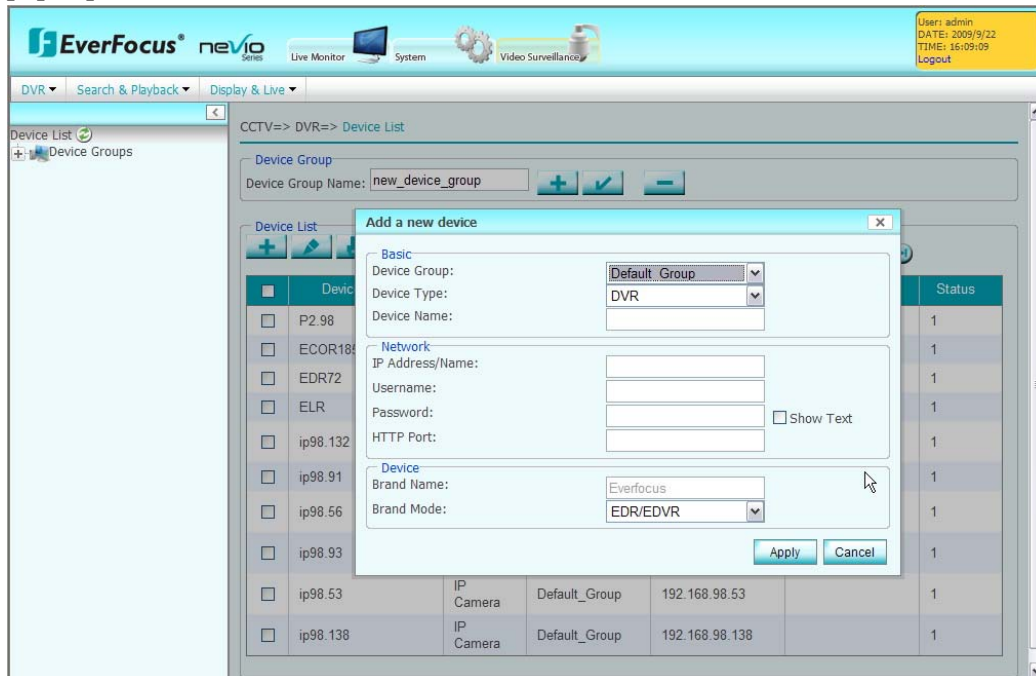 EverFocus®
nevio
Series
Live Monitor
System
Video Surveillance
User: admin
DATE: 2009/9/22
TIME: 16:09:09
Logout
DVR
Search & Playback
Display & Live
Device List
Device Groups
CCTV=> DVR=> Device List
Device Group
Device Group Name: new_device_group
Device List
Add a new device
Basic
Device Group: Default_Group
Device Type: DVR
Device Name:
Network
IP Address/Name:
Username:
Password: Show Text
HTTP Port:
Device
Brand Name: Everfocus
Brand Mode: EDR/EDVR
Apply Cancel
Status
P2.98 1
1
EDR72 1
ELR 1
ip98.132 1
ip98.91 1
ip98.56 1
ip98.93 1
ip98.53 IP Camera Default_Group 192.168.98.53 1
ip98.138 IP Camera Default_Group 192.168.98.138 1